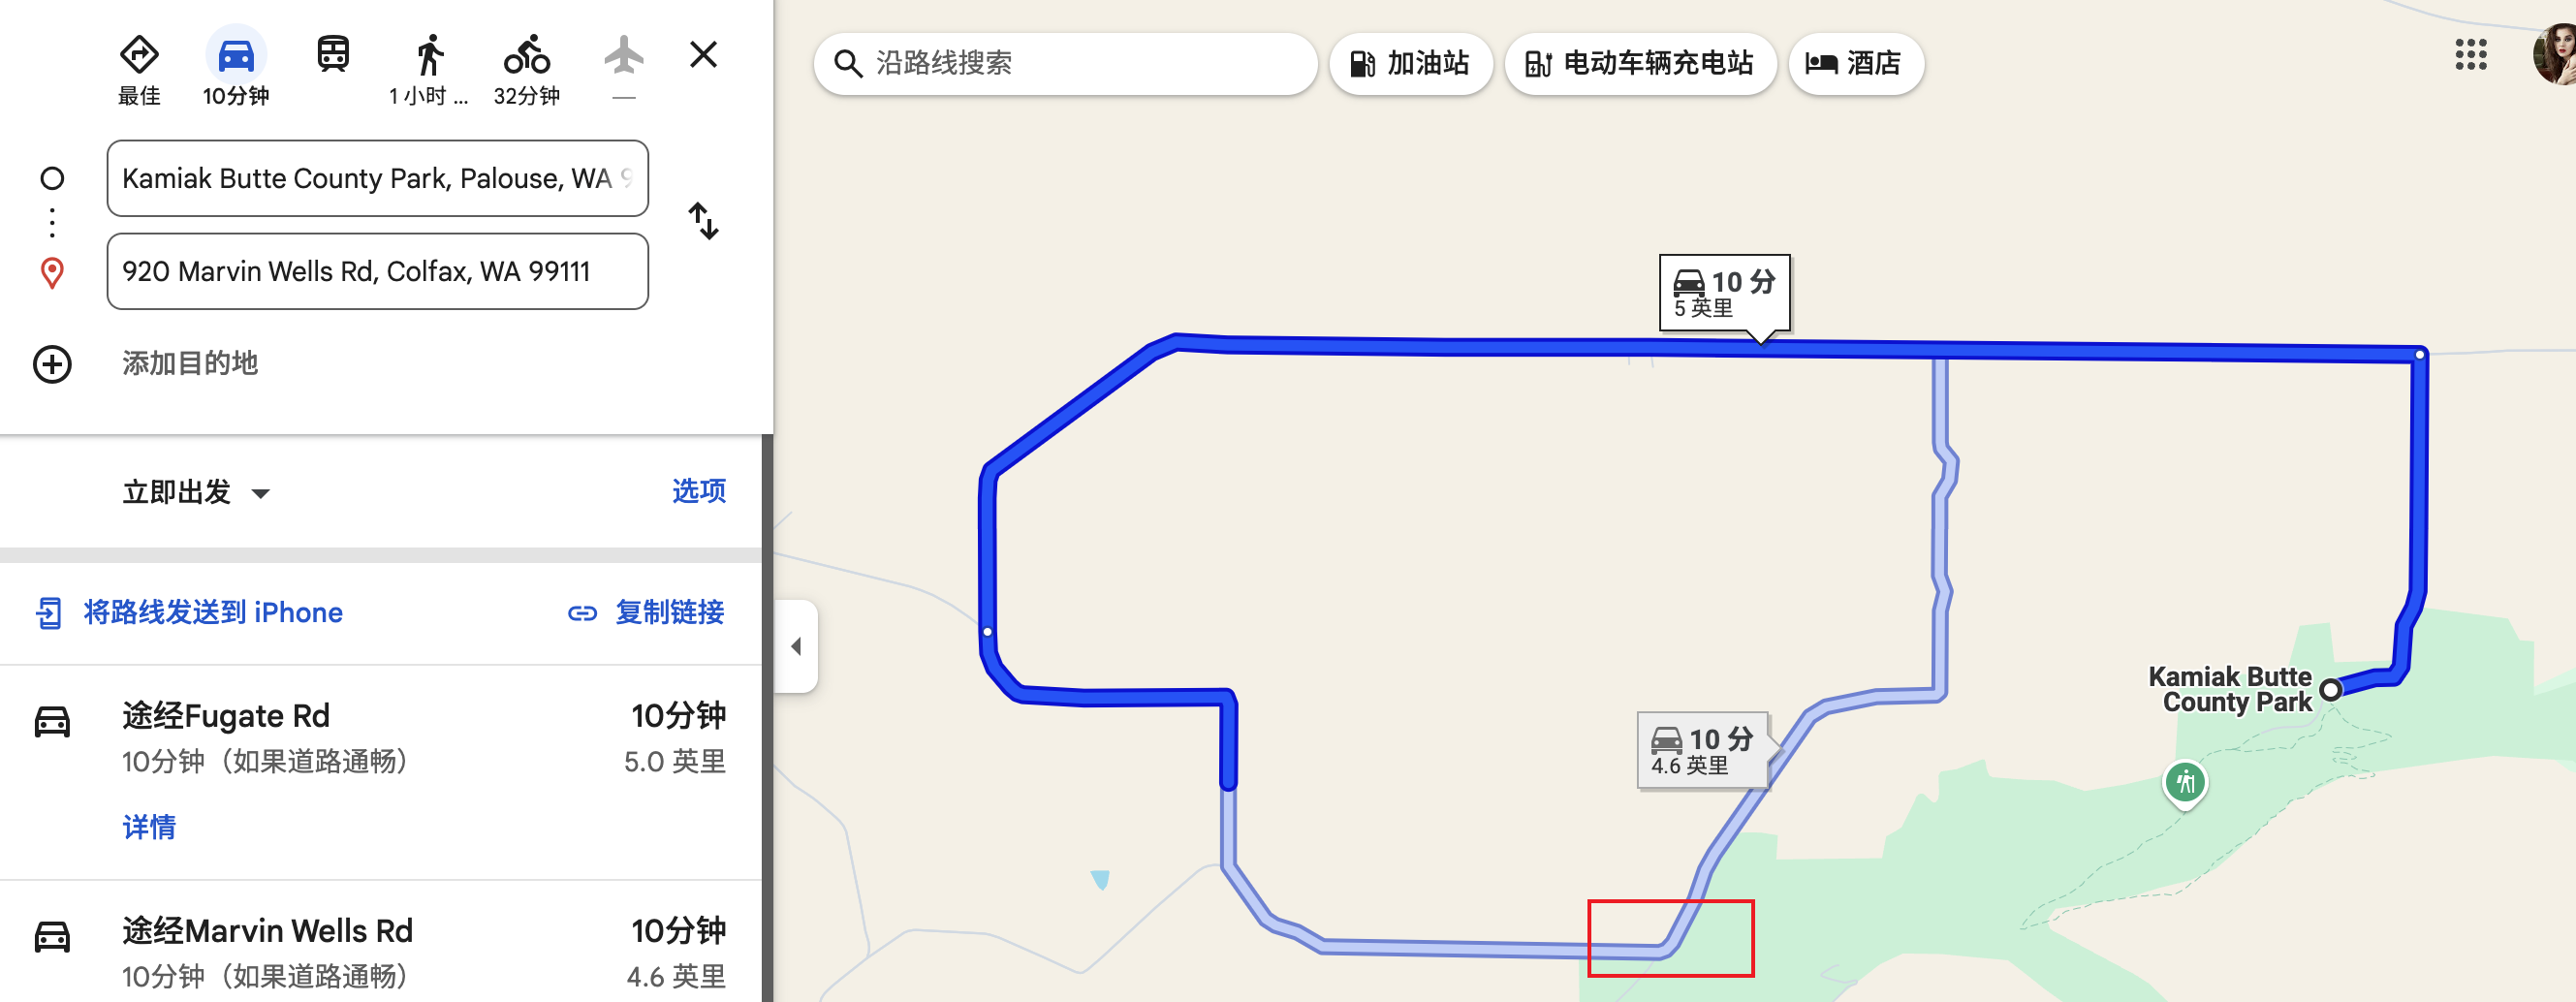 最佳
10分钟
1 小时 ...
32分钟
—
Kamiak Butte County Park, Palouse, WA 9
920 Marvin Wells Rd, Colfax, WA 99111
添加目的地
立即出发
选项
将路线发送到 iPhone
复制链接
途经Fugate Rd
10分钟
10分钟（如果道路通畅）
5.0 英里
详情
途经Marvin Wells Rd
10分钟
10分钟（如果道路通畅）
4.6 英里
沿路线搜索
加油站
电动车辆充电站
酒店
10 分
5 英里
10 分
4.6 英里
Kamiak Butte
County Park